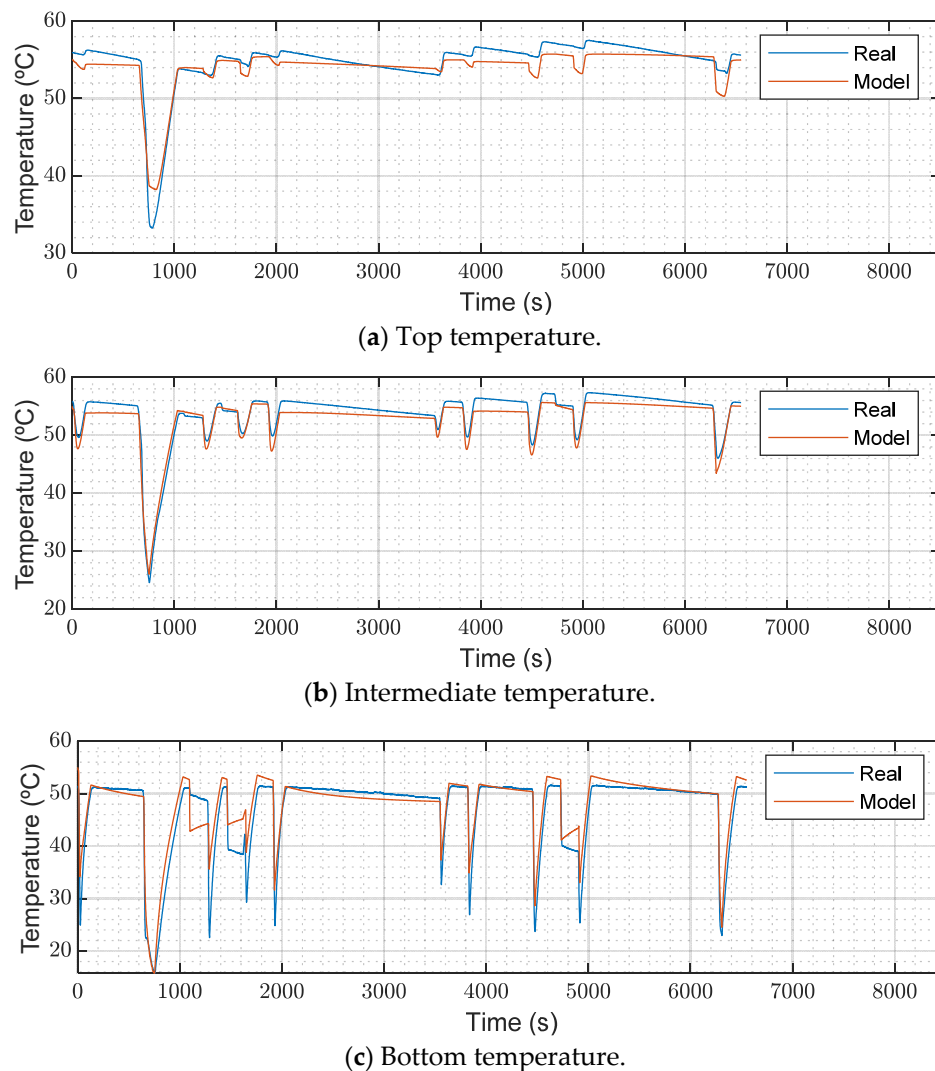 60
50
40
30
Temperature (ºC)
Real
Model
0 1000 2000 3000 4000 5000 6000 7000 8000
Time (s)
(a) Top temperature.
60
50
40
30
20
Temperature (ºC)
Real
Model
0 1000 2000 3000 4000 5000 6000 7000 8000
Time (s)
(b) Intermediate temperature.
60
50
40
30
20
Temperature (ºC)
Real
Model
0 1000 2000 3000 4000 5000 6000 7000 8000
Time (s)
(c) Bottom temperature.